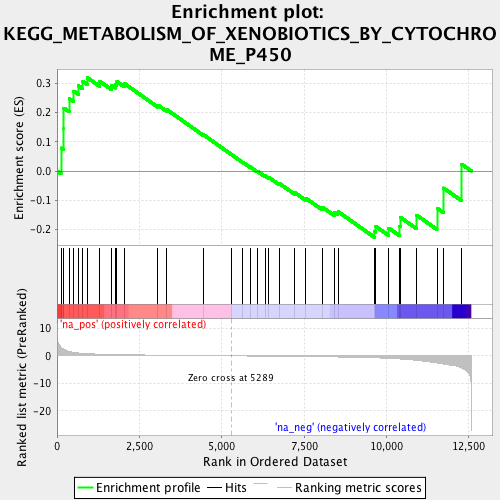 Enrichment plot:
KEGG_METABOLISM_OF_XENOBIOTICS_BY_CYTOCHRO
ME_P450
Enrichment score (ES)
0.3
0.2
0.1
0.0
-0.1
-0.2
'na_pos' (positively correlated)
Ranked list metric (PreRanked)
10
0
-10
-20
Zero cross at 5289
'na_neg' (negatively correlated)
0
2,500
5,000
7,500
10,000
12,500
Rank in Ordered Dataset
Enrichment profile
Hits
Ranking metric scores